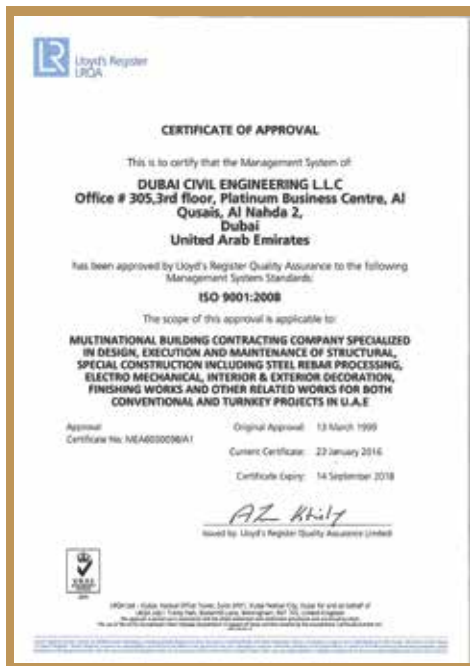 LR
Lloyd's Register
LRQA
CERTIFICATE OF APPROVAL
This is to certify that the Management System of:
DUBAI CIVIL ENGINEERING L.L.C
Office # 305,3rd floor, Platinum Business Centre, Al
Qusais, Al Nahda 2,
Dubai
United Arab Emirates
has been approved by Lloyd's Register Quality Assurance to the following
Management System Standards:
ISO 9001:2008
The scope of this approval is applicable to:
MULTINATIONAL BUILDING CONTRACTING COMPANY SPECIALIZED
IN DESIGN, EXECUTION AND MAINTENANCE OF STRUCTURAL,
SPECIAL CONSTRUCTION INCLUDING STEEL REBAR PROCESSING,
ELECTRO MECHANICAL, INTERIOR & EXTERIOR DECORATION,
FINISHING WORKS AND OTHER RELATED WORKS FOR BOTH
CONVENTIONAL AND TURNKEY PROJECTS IN U.A.E
Approval
Certificate No: MEA6030098/A1
Original Approval: 13 March 1999
Current Certificate: 23 January 2016
Certificate Expiry: 14 September 2018
Issued by: Lloyd's Register Quality Assurance Limited
UKAS